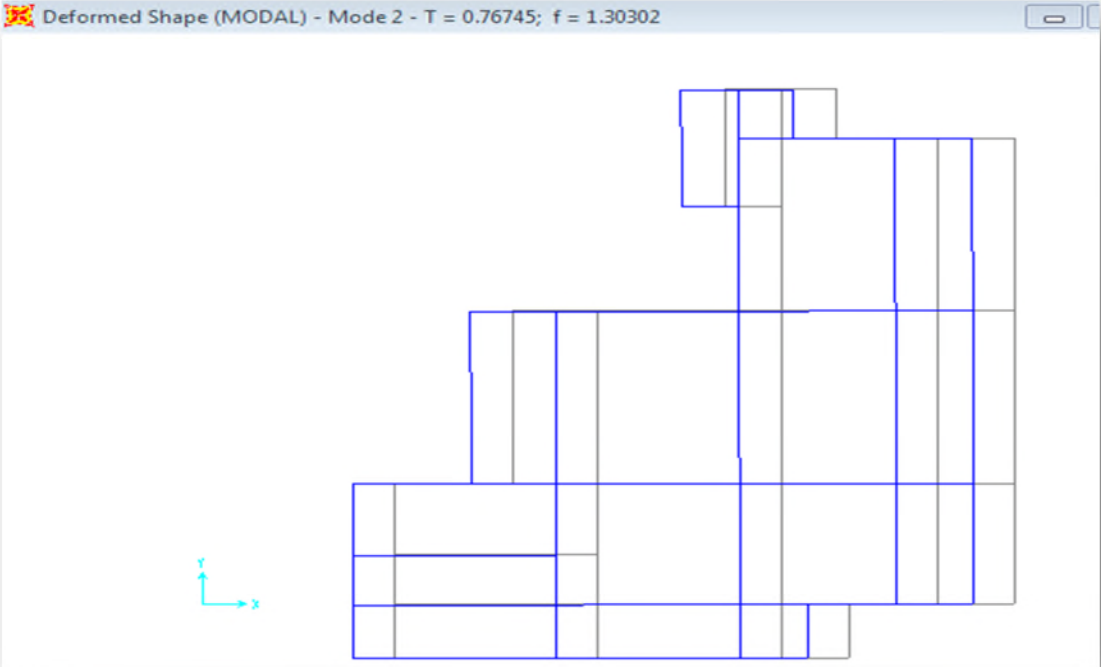 Deformed Shape (MODAL) - Mode 2 - T = 0.76745; f = 1.30302
Y
X